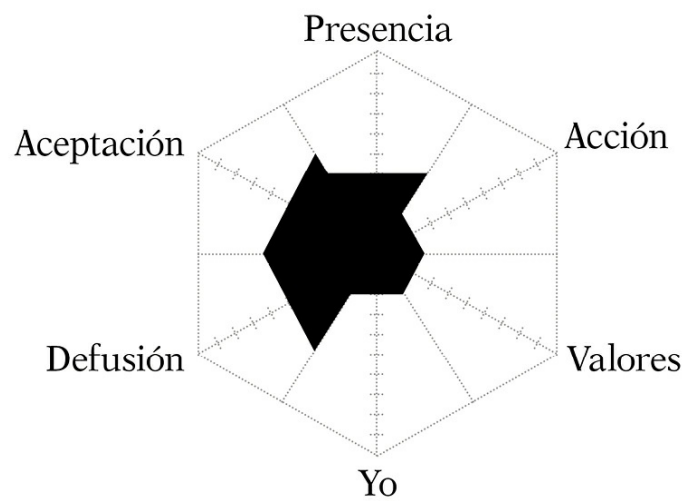 Presencia
Aceptación
Acción
Defusión
Valores
Yo